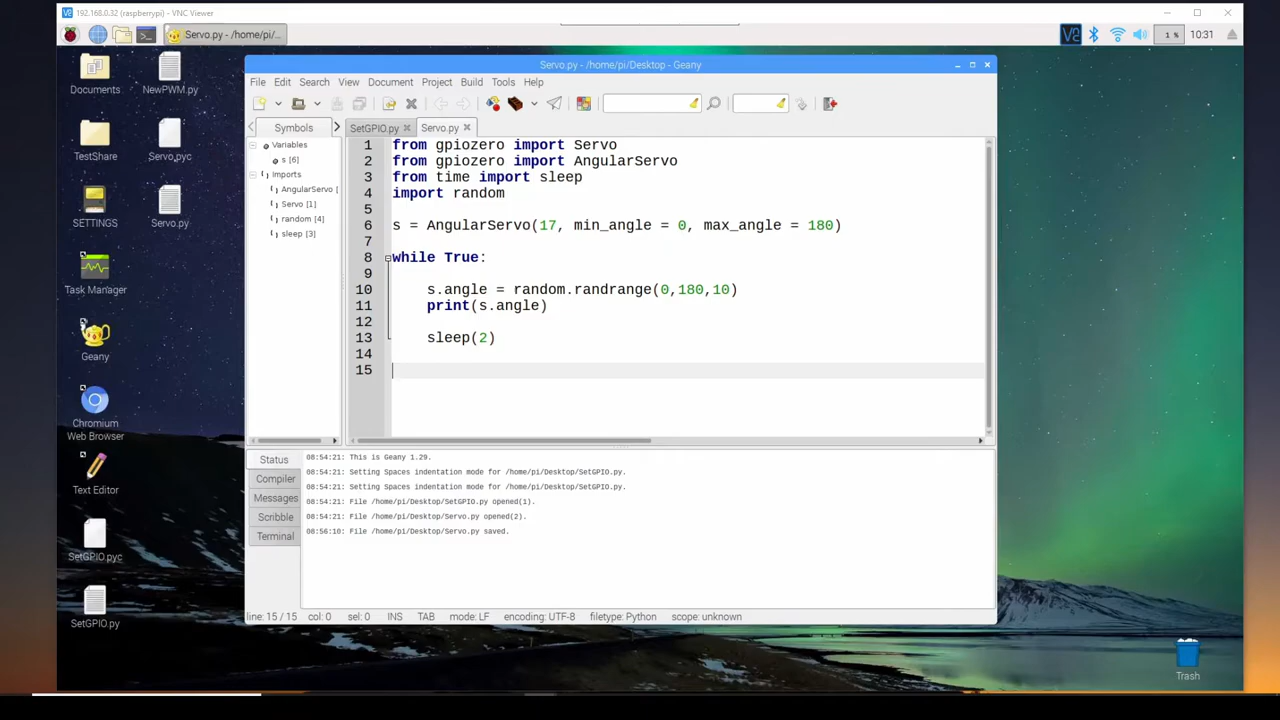 192.168.0.32 (raspberrypi) - VNC Viewer
Servo.py - /home/pi/...
1 %
10:31
Documents
NewPWM.py
TestShare
Servo.pyc
SETTINGS
Servo.py
Task Manager
Geany
Chromium
Web Browser
Text Editor
SetGPIO.pyc
SetGPIO.py
Trash
Servo.py - /home/pi/Desktop - Geany
File Edit Search View Document Project Build Tools Help
Symbols
SetGPIO.py Servo.py
Variables
s [6]
Imports
AngularServo [
Servo [1]
random [4]
sleep [3]
1 from gpiozero import Servo
2 from gpiozero import AngularServo
3 from time import sleep
4 import random
5
6 s = AngularServo(17, min_angle = 0, max_angle = 180)
7
8 while True:
9
10 s.angle = random.randrange(0,180,10)
11 print(s.angle)
12
13 sleep(2)
14
15
Status
Compiler
Messages
Scribble
Terminal
08:54:21: This is Geany 1.29.
08:54:21: Setting Spaces indentation mode for /home/pi/Desktop/SetGPIO.py.
08:54:21: Setting Spaces indentation mode for /home/pi/Desktop/SetGPIO.py.
08:54:21: File /home/pi/Desktop/SetGPIO.py opened(1).
08:54:21: File /home/pi/Desktop/Servo.py opened(2).
08:56:10: File /home/pi/Desktop/Servo.py saved.
line: 15 / 15 col: 0 sel: 0 INS TAB mode: LF encoding: UTF-8 filetype: Python scope: unknown